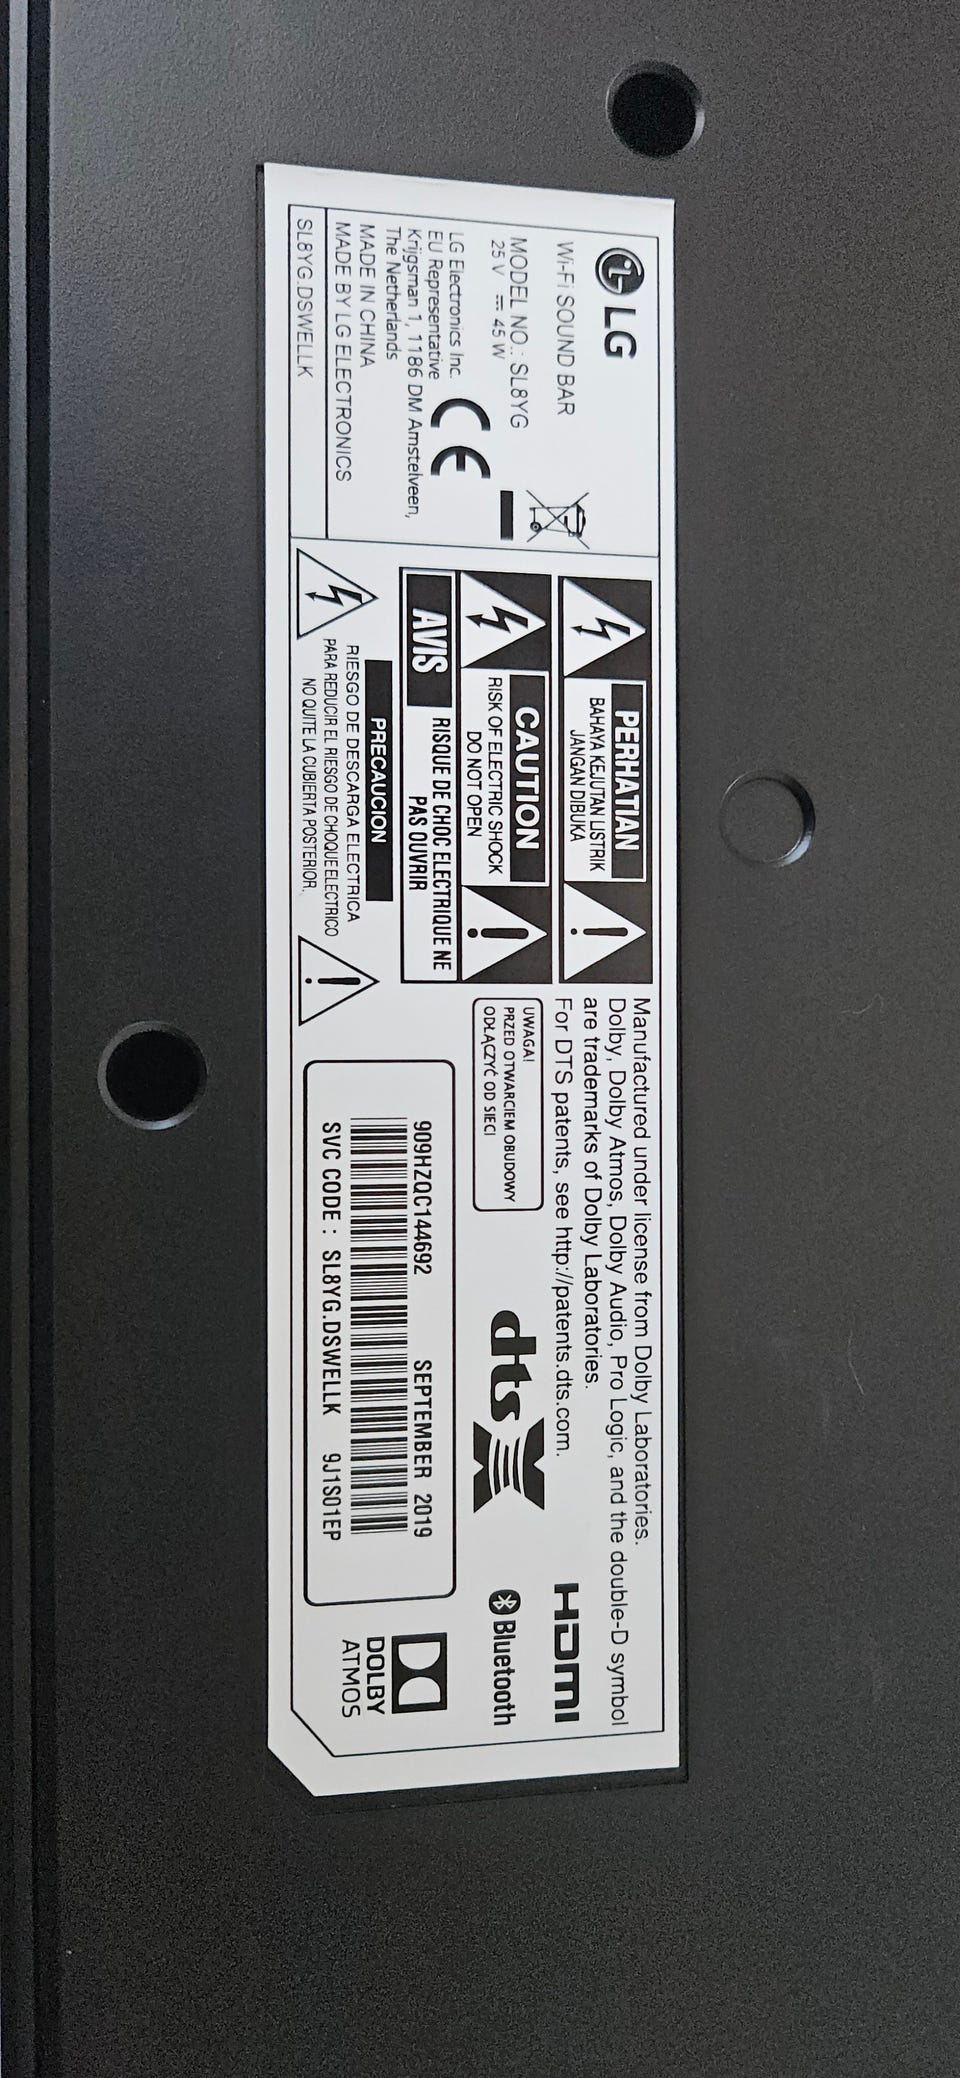 LG
Wi-Fi SOUND BAR
MODEL NO.: SL8YG
25 V ⎓ 45 W
LG Electronics Inc.
EU Representative
Krijgsman 1, 1186 DM Amstelveen,
The Netherlands
MADE IN CHINA
MADE BY LG ELECTRONICS
SL8YG.DSWELLK
CE
PERHATIAN
BAHAYA KEJUTAN LISTRIK
JANGAN DIBUKA
CAUTION
RISK OF ELECTRIC SHOCK
DO NOT OPEN
AVIS
RISQUE DE CHOC ELECTRIQUE NE
PAS OUVRIR
PRECAUCION
RIESGO DE DESCARGA ELECTRICA
PARA REDUCIR EL RIESGO DE CHOQUE ELECTRICO
NO QUITE LA CUBIERTA POSTERIOR.
Manufactured under license from Dolby Laboratories.
Dolby, Dolby Atmos, Dolby Audio, Pro Logic, and the double-D symbol
are trademarks of Dolby Laboratories.
For DTS patents, see http://patents.dts.com.
UWAGA!
PRZED OTWARCIEM OBUDOWY
ODŁĄCZYĆ OD SIECI
dts X
HDMI
Bluetooth
909HZQC144692 SEPTEMBER 2019
SVC CODE : SL8YG.DSWELLK 9J1S01EP
DOLBY
ATMOS